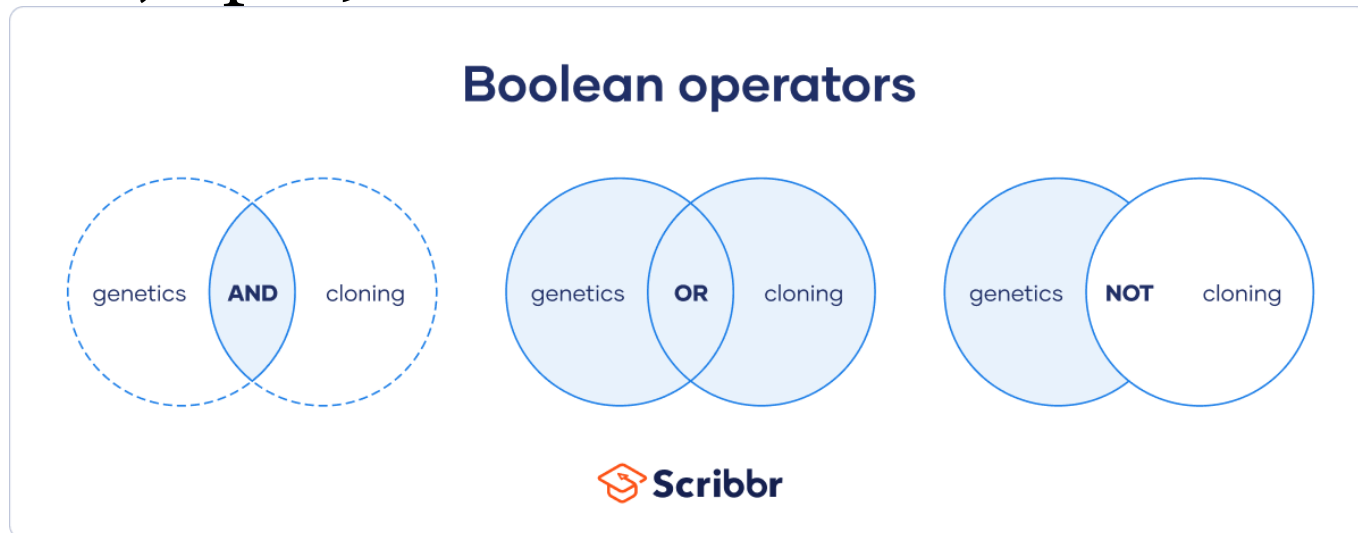 Boolean operators
genetics AND cloning
genetics OR cloning
genetics NOT cloning
Scribbr